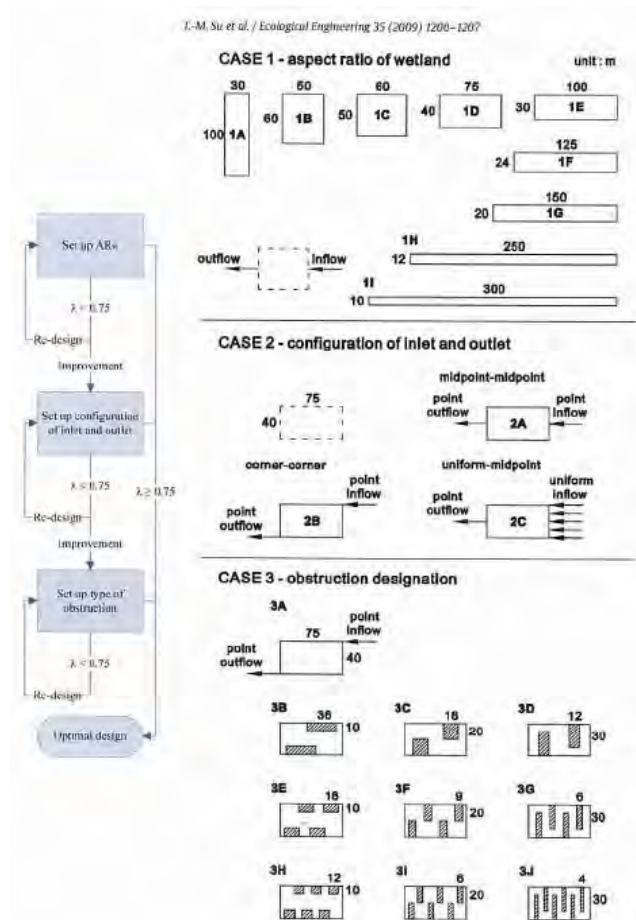 T.-M. Su et al. / Ecological Engineering 35 (2009) 1200–1207
CASE 1 - aspect ratio of wetland
unit : m
30
50
60
75
100
100
1A
60
1B
50
1C
40
1D
30
1E
125
24
1F
150
20
1G
1H
250
12
outflow
inflow
1I
300
10
CASE 2 - configuration of inlet and outlet
75
40
midpoint-midpoint
point
outflow
2A
point
inflow
corner-corner
point
inflow
point
outflow
2B
uniform-midpoint
point
outflow
2C
uniform
inflow
CASE 3 - obstruction designation
3A
75
point
inflow
point
outflow
40
3B
36
10
3C
18
20
3D
12
30
3E
18
10
3F
9
20
3G
6
30
3H
12
10
3I
6
20
3J
4
30
Set up ARs
λ < 0.75
Re-design
Improvement
Set up configuration
of inlet and outlet
λ < 0.75
Re-design
λ ≥ 0.75
Improvement
Set up type of
obstruction
λ < 0.75
Re-design
Optimal design